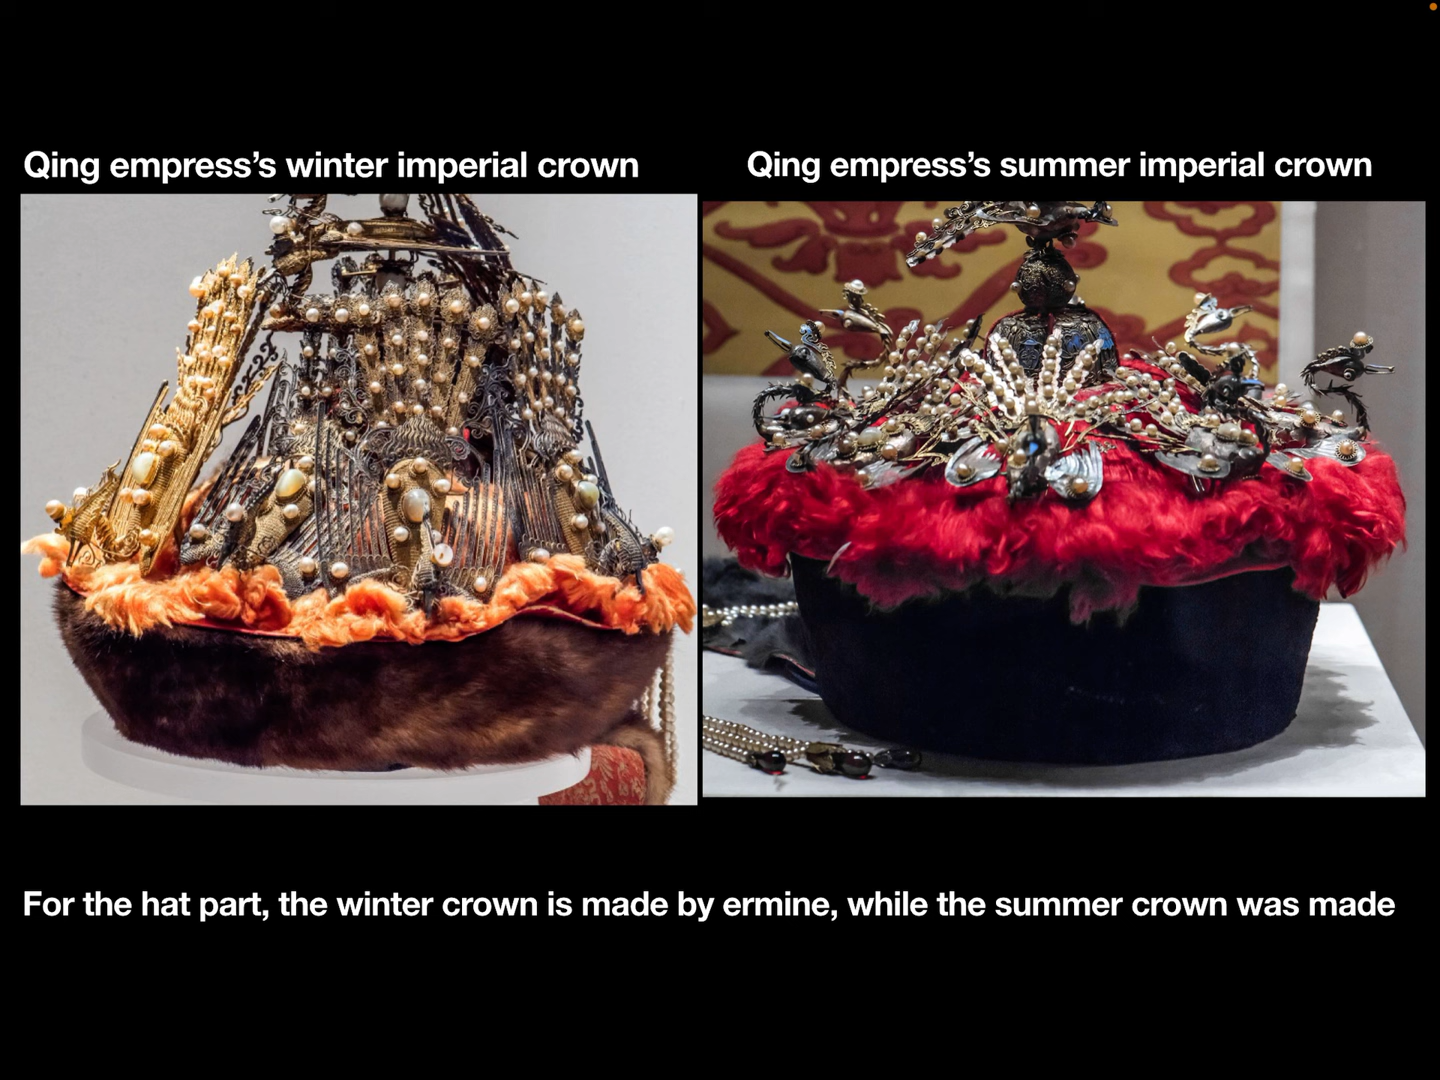 Qing empress’s winter imperial crown
Qing empress’s summer imperial crown
For the hat part, the winter crown is made by ermine, while the summer crown was made